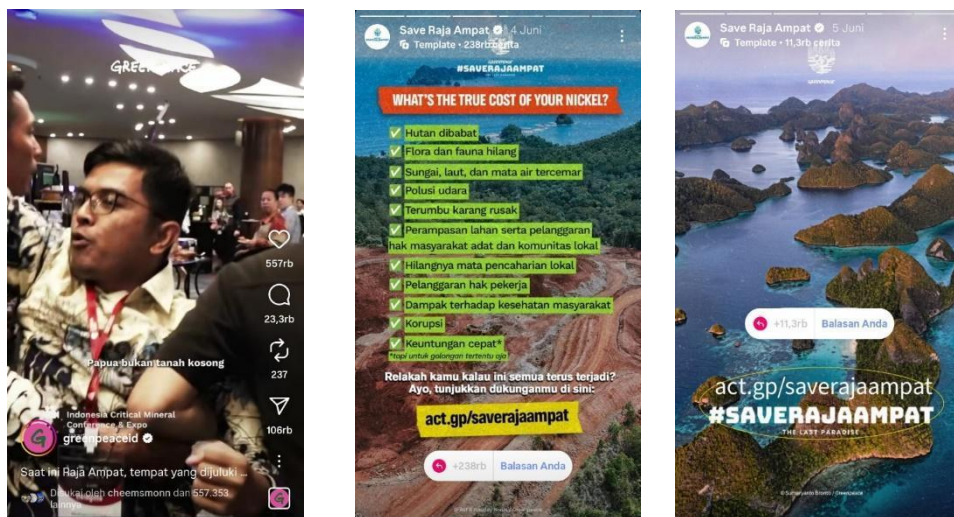 GREENPEACE
557rb
23,3rb
237
106rb
Papua bukan tanah kosong
Indonesia Critical Mineral
Conference & Expo
greenpeaceid
Saat ini Raja Ampat, tempat yang dijuluki ...
Disukai oleh cheemsmonn dan 557.353
lainnya
Save Raja Ampat 4 Juni
Template • 238rb cerita
GREENPEACE
#SAVERAJAAMPAT
WHAT'S THE TRUE COST OF YOUR NICKEL?
Hutan dibabat
Flora dan fauna hilang
Sungai, laut, dan mata air tercemar
Polusi udara
Terumbu karang rusak
Perampasan lahan serta pelanggaran
hak masyarakat adat dan komunitas lokal
Hilangnya mata pencaharian lokal
Pelanggaran hak pekerja
Dampak terhadap kesehatan masyarakat
Korupsi
Keuntungan cepat*
*tapi untuk golongan tertentu aja
Relakah kamu kalau ini semua terus terjadi?
Ayo, tunjukkan dukunganmu di sini:
act.gp/saverajaampat
+238rb Balasan Anda
Save Raja Ampat 5 Juni
Template • 11,3rb cerita
+11,3rb Balasan Anda
act.gp/saverajaampat
#SAVERAJAAMPAT
THE LAST PARADISE